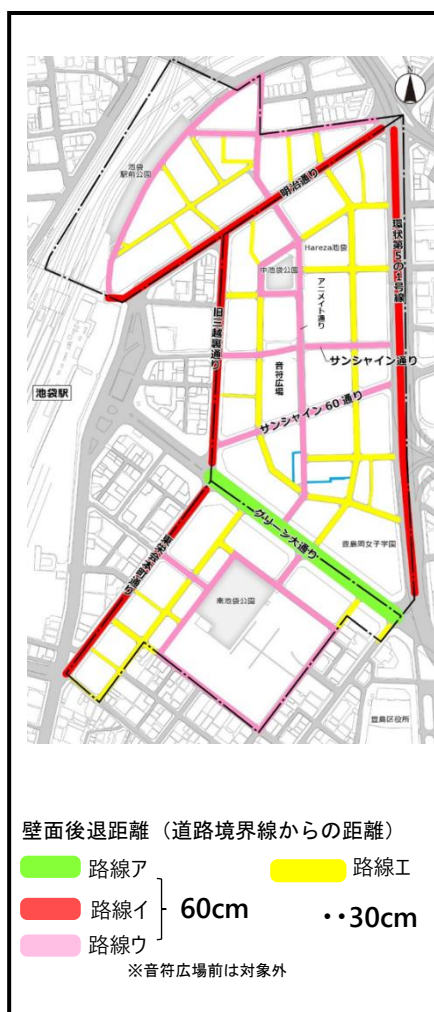 N
池袋
駅前公園
明治通り
環状第5の1号線
Hareza池袋
中池袋公園
アニメイト通り
旧三越裏通り
サンシャイン通り
音符広場
池袋駅
サンシャイン60通り
グリーン大通り
豊島岡女子学園
南池袋公園
豊島区役所
壁面後退距離（道路境界線からの距離）
路線ア
路線エ
路線イ
60cm
‥30cm
路線ウ
※音符広場前は対象外